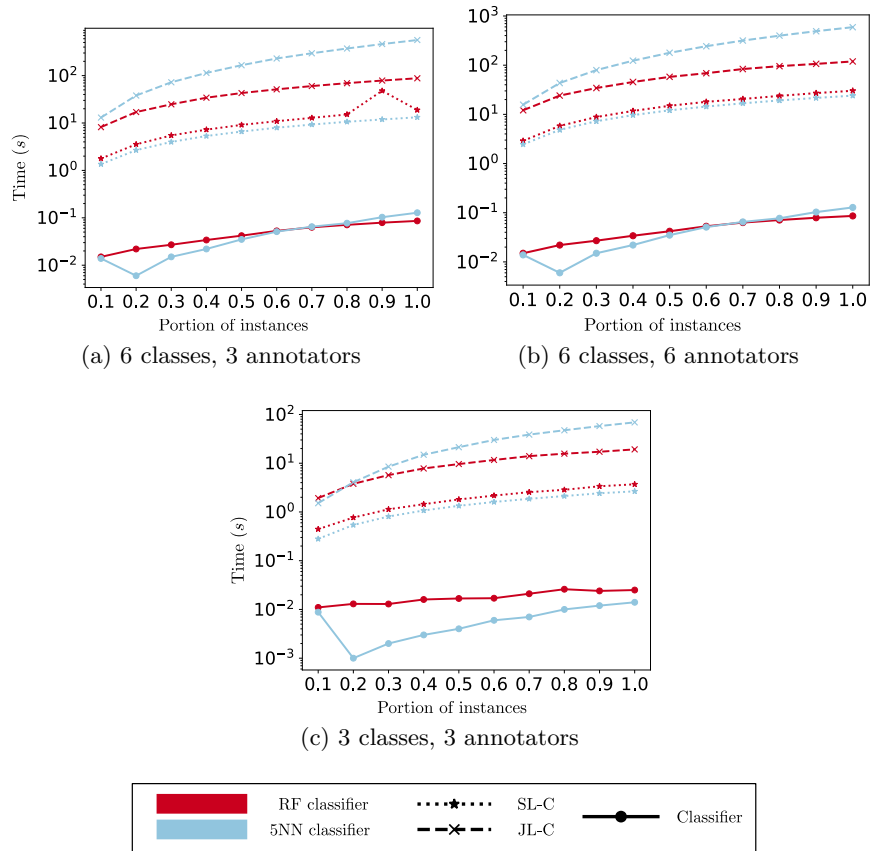 10²
10¹
10⁰
10⁻¹
10⁻²
Time (s)
0.1 0.2 0.3 0.4 0.5 0.6 0.7 0.8 0.9 1.0
Portion of instances
(a) 6 classes, 3 annotators
10³
10²
10¹
10⁰
10⁻¹
10⁻²
Time (s)
0.1 0.2 0.3 0.4 0.5 0.6 0.7 0.8 0.9 1.0
Portion of instances
(b) 6 classes, 6 annotators
10²
10¹
10⁰
10⁻¹
10⁻²
10⁻³
Time (s)
0.1 0.2 0.3 0.4 0.5 0.6 0.7 0.8 0.9 1.0
Portion of instances
(c) 3 classes, 3 annotators
RF classifier
5NN classifier
SL-C
JL-C
Classifier